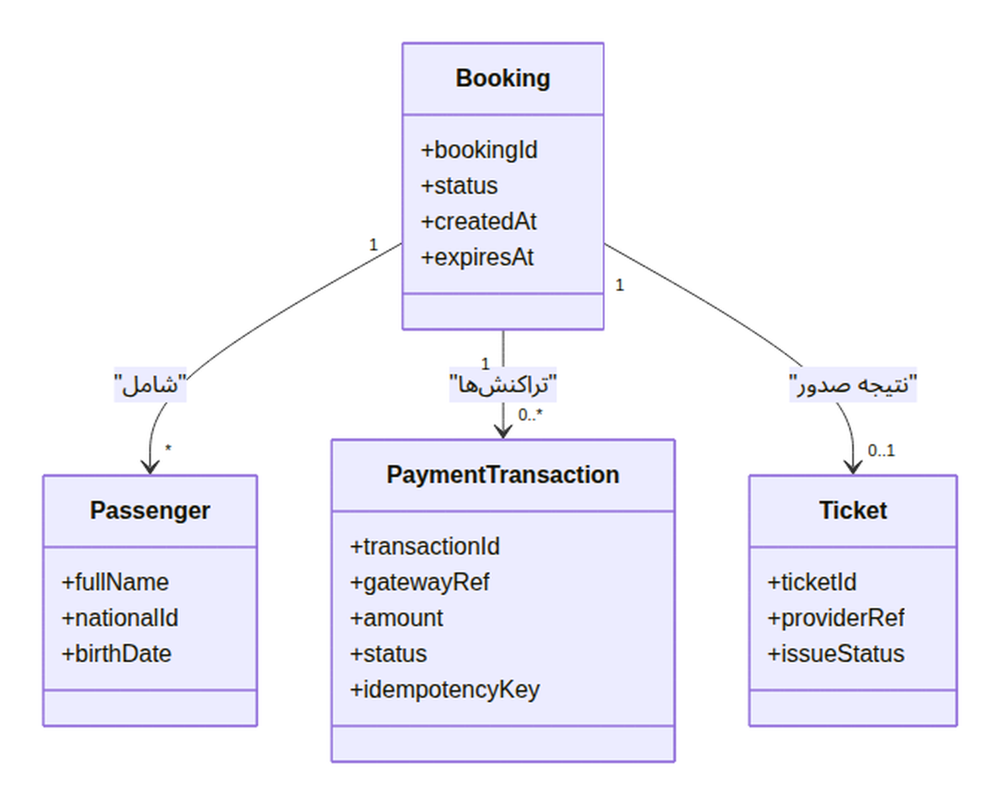 Booking
+bookingId
+status
+createdAt
+expiresAt
1
1
1
"شامل"
"تراکنش‌ها"
"نتیجه صدور"
*
0..*
0..1
Passenger
+fullName
+nationalId
+birthDate
PaymentTransaction
+transactionId
+gatewayRef
+amount
+status
+idempotencyKey
Ticket
+ticketId
+providerRef
+issueStatus